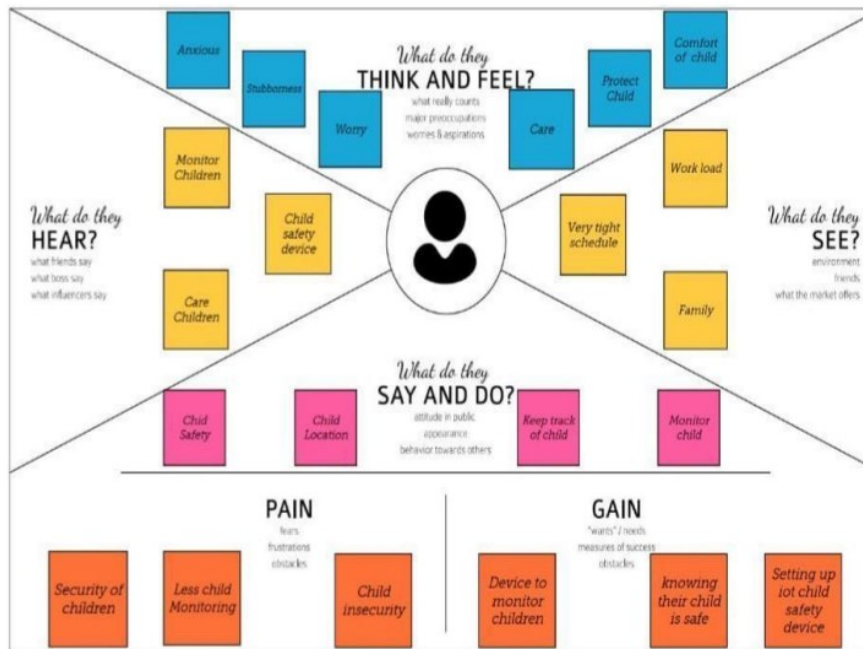 What do they
THINK AND FEEL?
what really counts
major preoccupations
worries & aspirations
Anxious
Stubborness
Worry
Care
Protect
Child
Comfort
of child
What do they
HEAR?
what friends say
what boss say
what influencers say
Monitor
Children
Child
safety
device
Care
Children
What do they
SEE?
environment
friends
what the market offers
Work load
Very tight
schedule
Family
What do they
SAY AND DO?
attitude in public
appearance
behavior towards others
Chid
Safety
Child
Location
Keep track
of child
Monitor
child
PAIN
fears
frustrations
obstacles
Security of
children
Less child
Monitoring
Child
insecurity
GAIN
"wants" / needs
measures of success
obstacles
Device to
monitor
children
knowing
their child
is safe
Setting up
iot child
safety
device